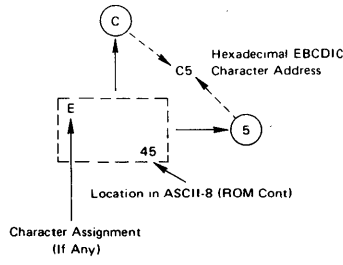 C
Hexadecimal EBCDIC
C5 Character Address
E
5
45
Location in ASCII-8 (ROM Cont)
Character Assignment
(If Any)